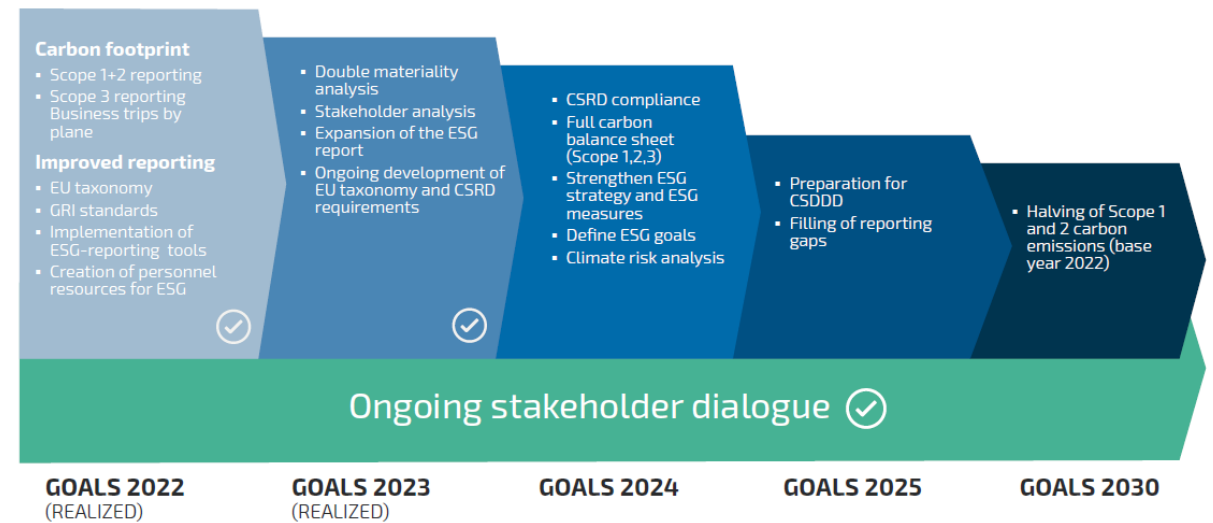 Carbon footprint
▪ Scope 1+2 reporting
▪ Scope 3 reporting
Business trips by
plane
Improved reporting
▪ EU taxonomy
▪ GRI standards
▪ Implementation of
ESG-reporting tools
▪ Creation of personnel
resources for ESG
▪ Double materiality
analysis
▪ Stakeholder analysis
▪ Expansion of the ESG
report
▪ Ongoing development of
EU taxonomy and CSRD
requirements
▪ CSRD compliance
▪ Full carbon
balance sheet
(Scope 1,2,3)
▪ Strengthen ESG
strategy and ESG
measures
▪ Define ESG goals
▪ Climate risk analysis
▪ Preparation for
CSDDD
▪ Filling of reporting
gaps
▪ Halving of Scope 1
and 2 carbon
emissions (base
year 2022)
Ongoing stakeholder dialogue
GOALS 2022
(REALIZED)
GOALS 2023
(REALIZED)
GOALS 2024
GOALS 2025
GOALS 2030